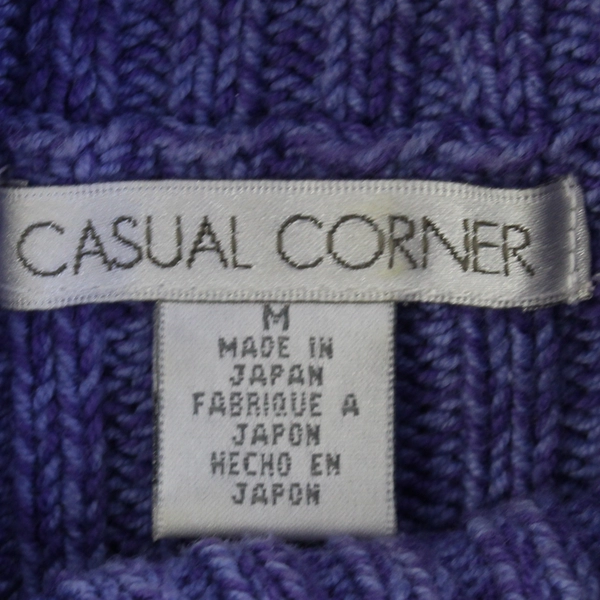 CASUAL CORNER
M
MADE IN
JAPAN
FABRIQUE A
JAPON
HECHO EN
JAPON